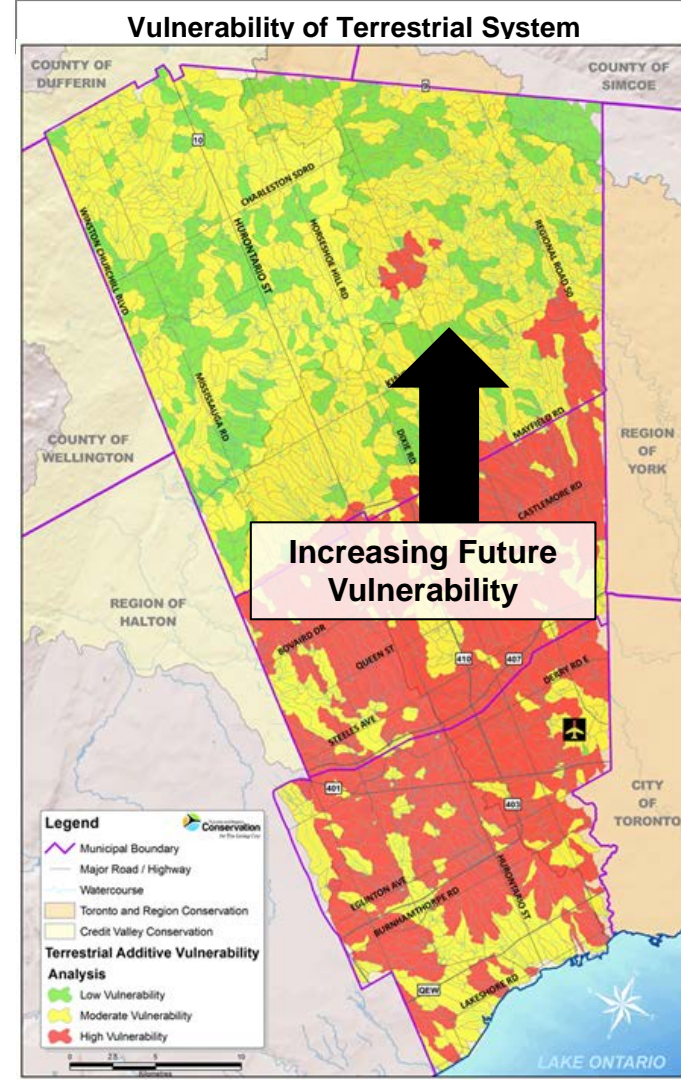 Vulnerability of Terrestrial System
COUNTY OF
DUFFERIN
COUNTY OF
SIMCOE
10
CHARLESTON SDRD
WINSTON CHURCHILL BLVD
HURONTARIO ST
HORSESHOE HILL RD
REGIONAL ROAD 50
MISSISSAUGA RD
DIXIE RD
MAYFIELD RD
COUNTY OF
WELLINGTON
REGION
OF
YORK
CASTLEMORE RD
Increasing Future
Vulnerability
REGION OF
HALTON
BOVAIRD DR
QUEEN ST
410
407
DERRY RD E
STEELES AVE
401
403
CITY
OF
TORONTO
EGLINTON AVE
BURNHAMTHORPE RD
HURONTARIO ST
QEW
LAKESHORE RD
LAKE ONTARIO
Legend
Conservation
for The Living City
Municipal Boundary
Major Road / Highway
Watercourse
Toronto and Region Conservation
Credit Valley Conservation
Terrestrial Additive Vulnerability
Analysis
Low Vulnerability
Moderate Vulnerability
High Vulnerability
0 2.5 5 10
Kilometres